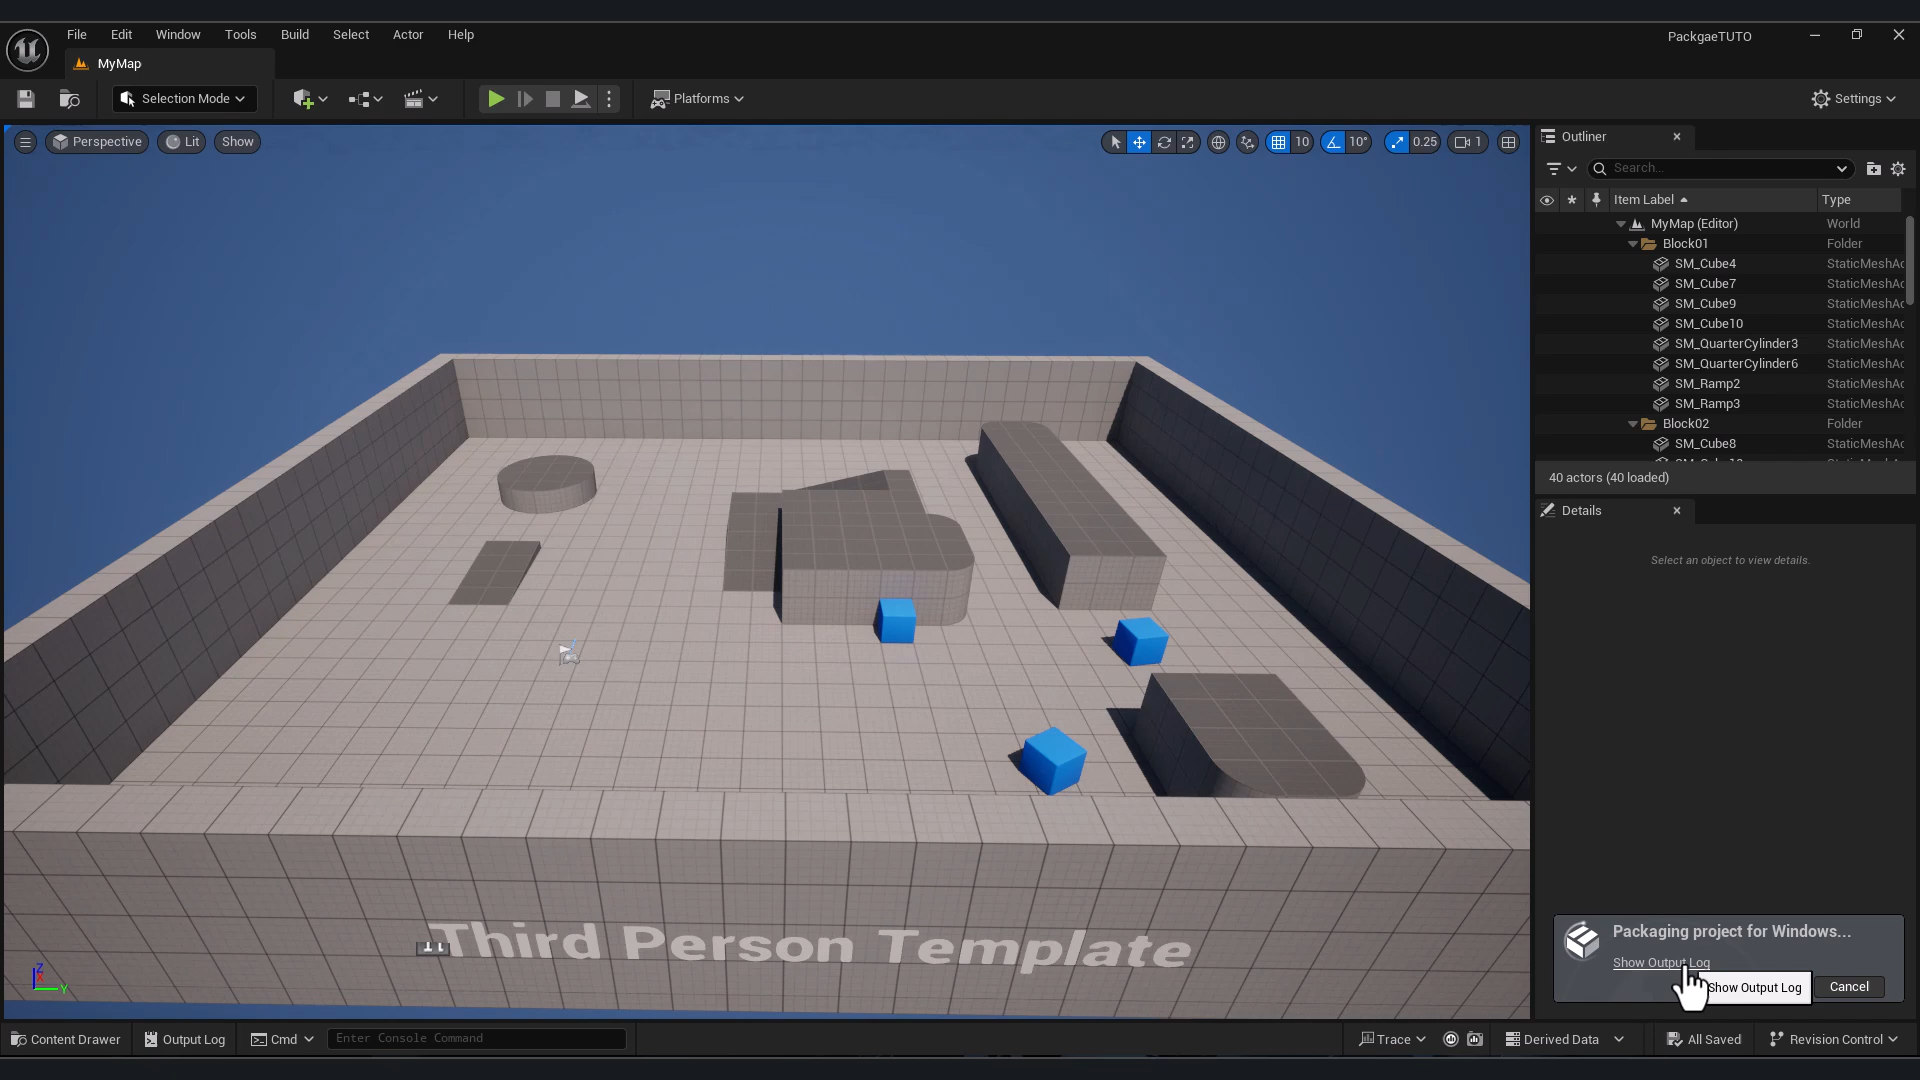 File Edit Window Tools Build Select Actor Help
PackgaeTUTO
MyMap
Selection Mode
Platforms
Settings
Perspective Lit Show
10 10° 0.25 1
Outliner
Search...
Item Label Type
MyMap (Editor) World
Block01 Folder
SM_Cube4 StaticMeshAc
SM_Cube7 StaticMeshAc
SM_Cube9 StaticMeshAc
SM_Cube10 StaticMeshAc
SM_QuarterCylinder3 StaticMeshAc
SM_QuarterCylinder6 StaticMeshAc
SM_Ramp2 StaticMeshAc
SM_Ramp3 StaticMeshAc
Block02 Folder
SM_Cube8 StaticMeshAc
40 actors (40 loaded)
Details
Select an object to view details.
Third Person Template
Z
X
Y
Packaging project for Windows...
Show Output Log
Show Output Log
Cancel
Content Drawer Output Log Cmd Enter Console Command Trace Derived Data All Saved Revision Control